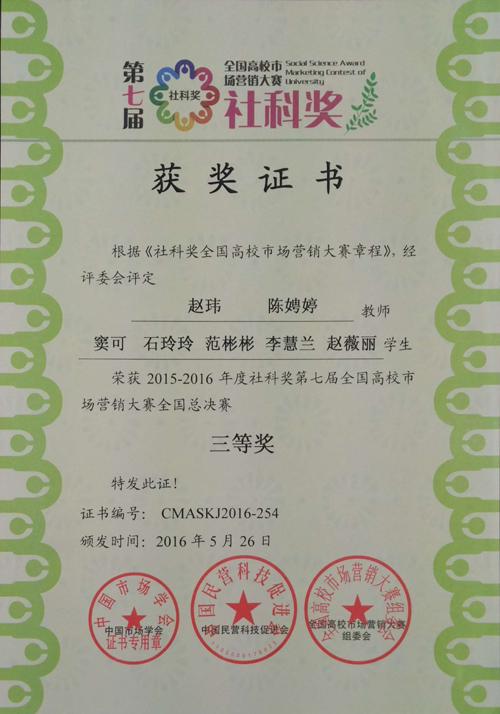 第七届
社科奖
全国高校市场营销大赛
Social Science Award
Marketing Contest of
University
社科奖
获奖证书
根据《社科奖全国高校市场营销大赛章程》，经
评委会评定
赵玮 陈娉婷 教师
窦可 石玲玲 范彬彬 李慧兰 赵薇丽 学生
荣获 2015-2016 年度社科奖第七届全国高校市
场营销大赛全国总决赛
三等奖
特发此证！
证书编号： CMASKJ2016-254
颁发时间：2016 年 5 月 26 日
中国市场学会
中国市场学会
证书专用章
中国民营科技促进会
中国民营科技促进会
全国高校市场营销大赛组委会
全国高校市场营销大赛
组委会